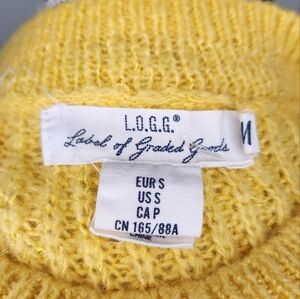 L.O.G.G.®
Label of Graded Goods
EUR S
US S
CA P
CN 165/88A